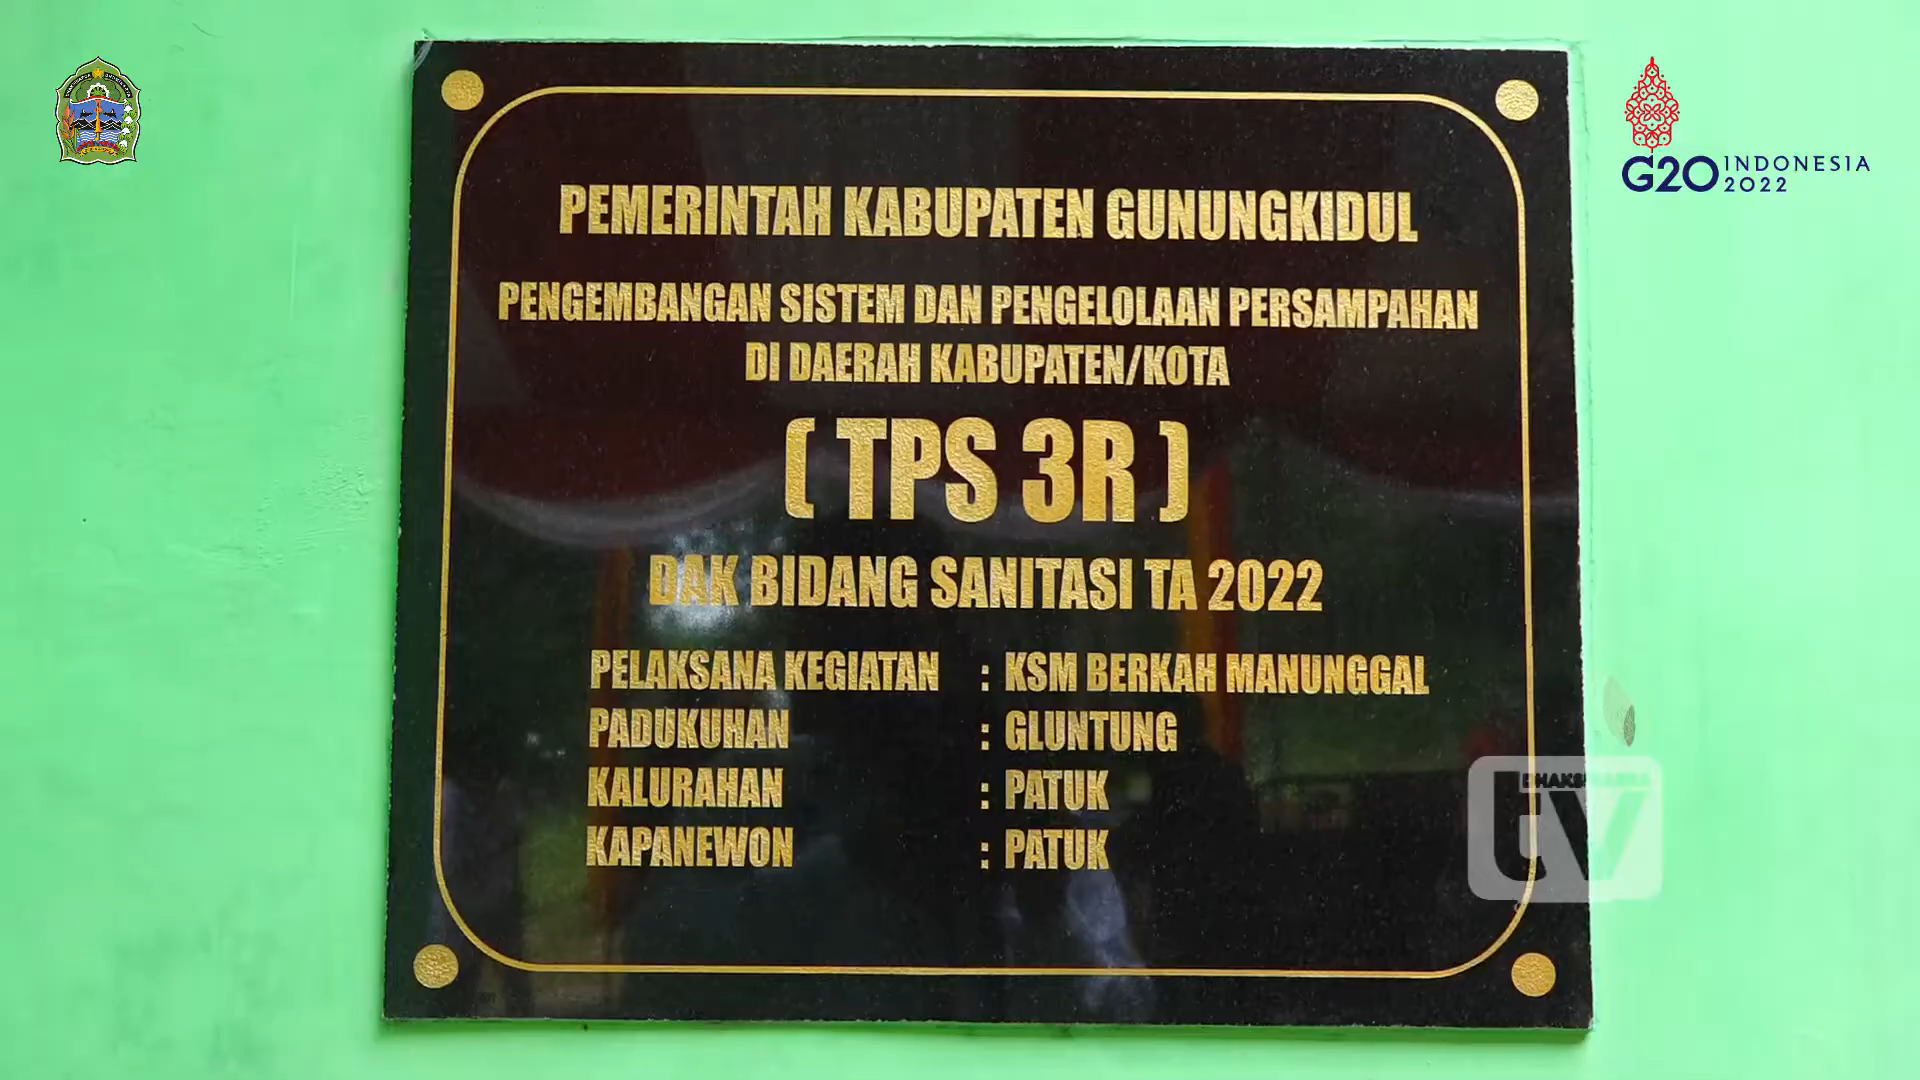 PEMERINTAH KABUPATEN GUNUNGKIDUL
PENGEMBANGAN SISTEM DAN PENGELOLAAN PERSAMPAHAN
DI DAERAH KABUPATEN/KOTA
( TPS 3R )
DAK BIDANG SANITASI TA 2022
PELAKSANA KEGIATAN : KSM BERKAH MANUNGGAL
PADUKUHAN : GLUNTUNG
KALURAHAN : PATUK
KAPANEWON : PATUK
G20 INDONESIA
2022
TV